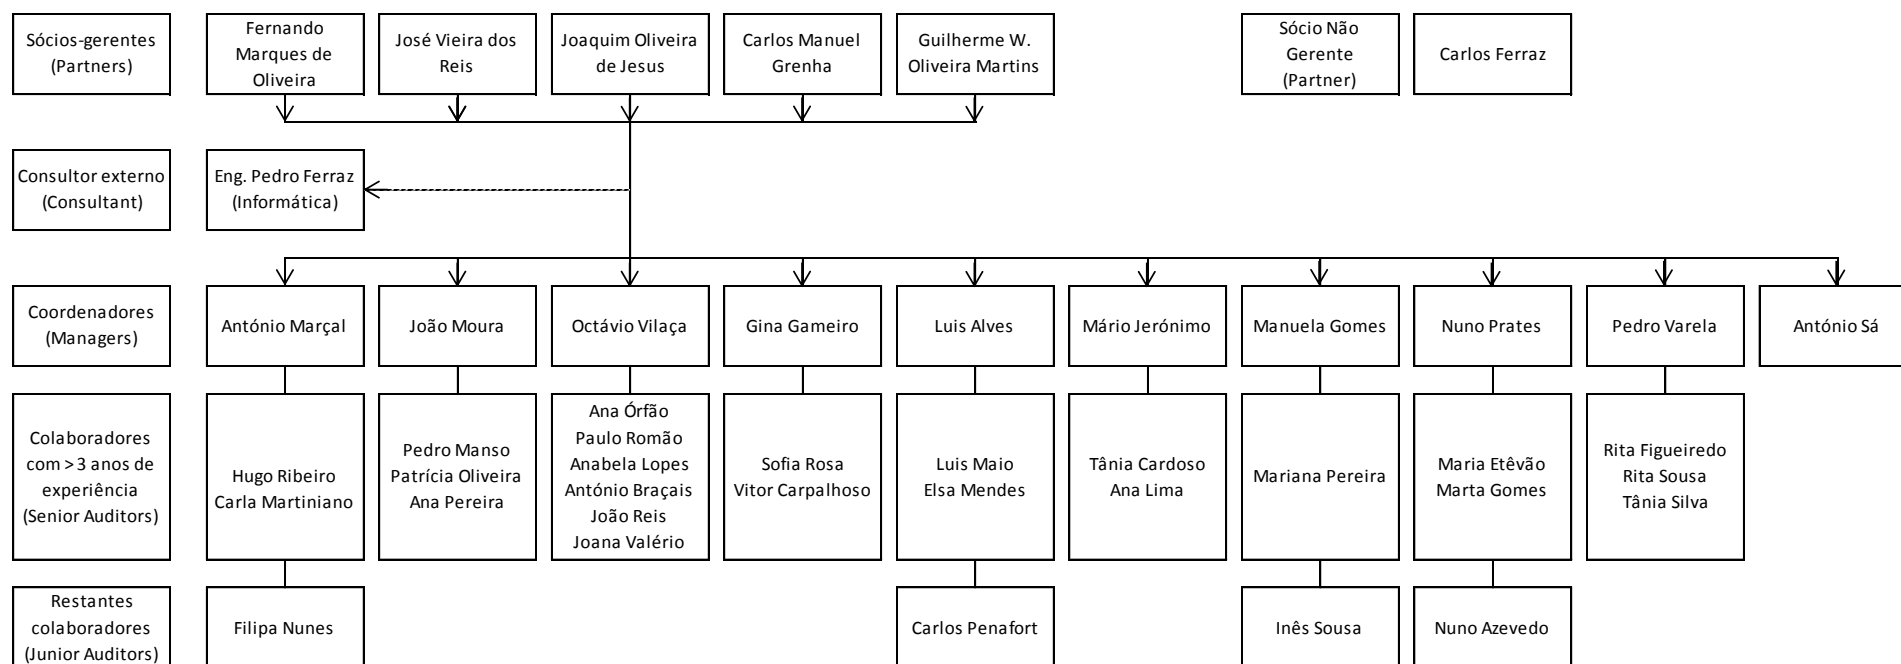 Sócios-gerentes
(Partners)
Fernando
Marques de
Oliveira
José Vieira dos
Reis
Joaquim Oliveira
de Jesus
Carlos Manuel
Grenha
Guilherme W.
Oliveira Martins
Sócio Não
Gerente
(Partner)
Carlos Ferraz
Consultor externo
(Consultant)
Eng. Pedro Ferraz
(Informática)
Coordenadores
(Managers)
António Marçal
João Moura
Octávio Vilaça
Gina Gameiro
Luis Alves
Mário Jerónimo
Manuela Gomes
Nuno Prates
Pedro Varela
António Sá
Colaboradores
com > 3 anos de
experiência
(Senior Auditors)
Hugo Ribeiro
Carla Martiniano
Pedro Manso
Patrícia Oliveira
Ana Pereira
Ana Órfão
Paulo Romão
Anabela Lopes
António Braçais
João Reis
Joana Valério
Sofia Rosa
Vitor Carpalhoso
Luis Maio
Elsa Mendes
Tânia Cardoso
Ana Lima
Mariana Pereira
Maria Etêvão
Marta Gomes
Rita Figueiredo
Rita Sousa
Tânia Silva
Restantes
colaboradores
(Junior Auditors)
Filipa Nunes
Carlos Penafort
Inês Sousa
Nuno Azevedo